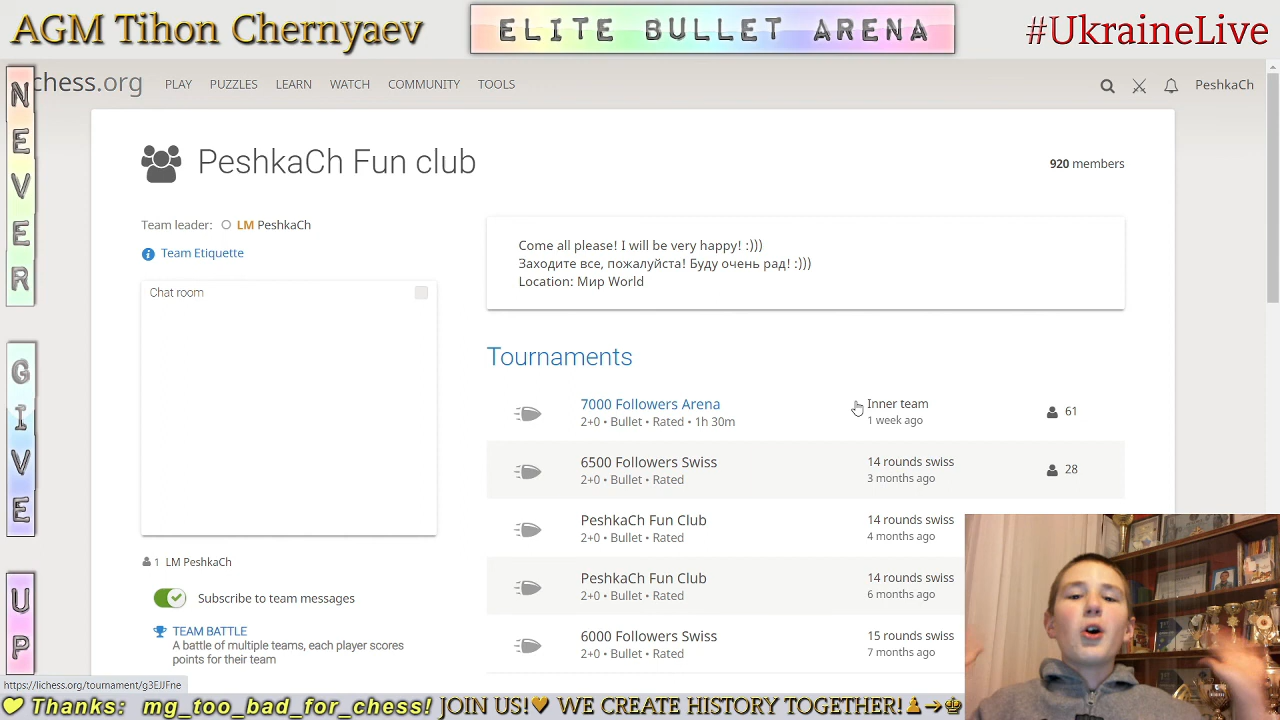 AGM Tihon Chernyaev
ELITE BULLET ARENA
#UkraineLive
NEVER
GIVE
UP
chess.org
PLAY PUZZLES LEARN WATCH COMMUNITY TOOLS
PeshkaCh
PeshkaCh Fun club
920 members
Team leader: LM PeshkaCh
Team Etiquette
Chat room
1 LM PeshkaCh
Subscribe to team messages
TEAM BATTLE
A battle of multiple teams, each player scores
points for their team
Come all please! I will be very happy! :)))
Заходите все, пожалуйста! Буду очень рад! :)))
Location: Мир World
Tournaments
7000 Followers Arena
2+0 • Bullet • Rated • 1h 30m
Inner team
1 week ago
61
6500 Followers Swiss
2+0 • Bullet • Rated
14 rounds swiss
3 months ago
28
PeshkaCh Fun Club
2+0 • Bullet • Rated
14 rounds swiss
4 months ago
PeshkaCh Fun Club
2+0 • Bullet • Rated
14 rounds swiss
6 months ago
6000 Followers Swiss
2+0 • Bullet • Rated
15 rounds swiss
7 months ago
https://lichess.org/tournament/g3EJJFne
Thanks: mg_too_bad_for_chess! JOIN US! WE CREATE HISTORY TOGETHER!